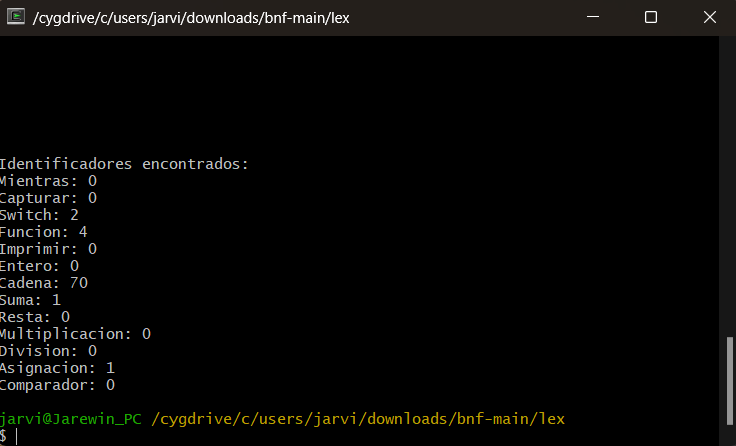 /cygdrive/c/users/jarvi/downloads/bnf-main/lex
Identificadores encontrados:
Mientras: 0
Capturar: 0
Switch: 2
Funcion: 4
Imprimir: 0
Entero: 0
Cadena: 70
Suma: 1
Resta: 0
Multiplicacion: 0
Division: 0
Asignacion: 1
Comparador: 0
jarvi@Jarewin_PC /cygdrive/c/users/jarvi/downloads/bnf-main/lex
$